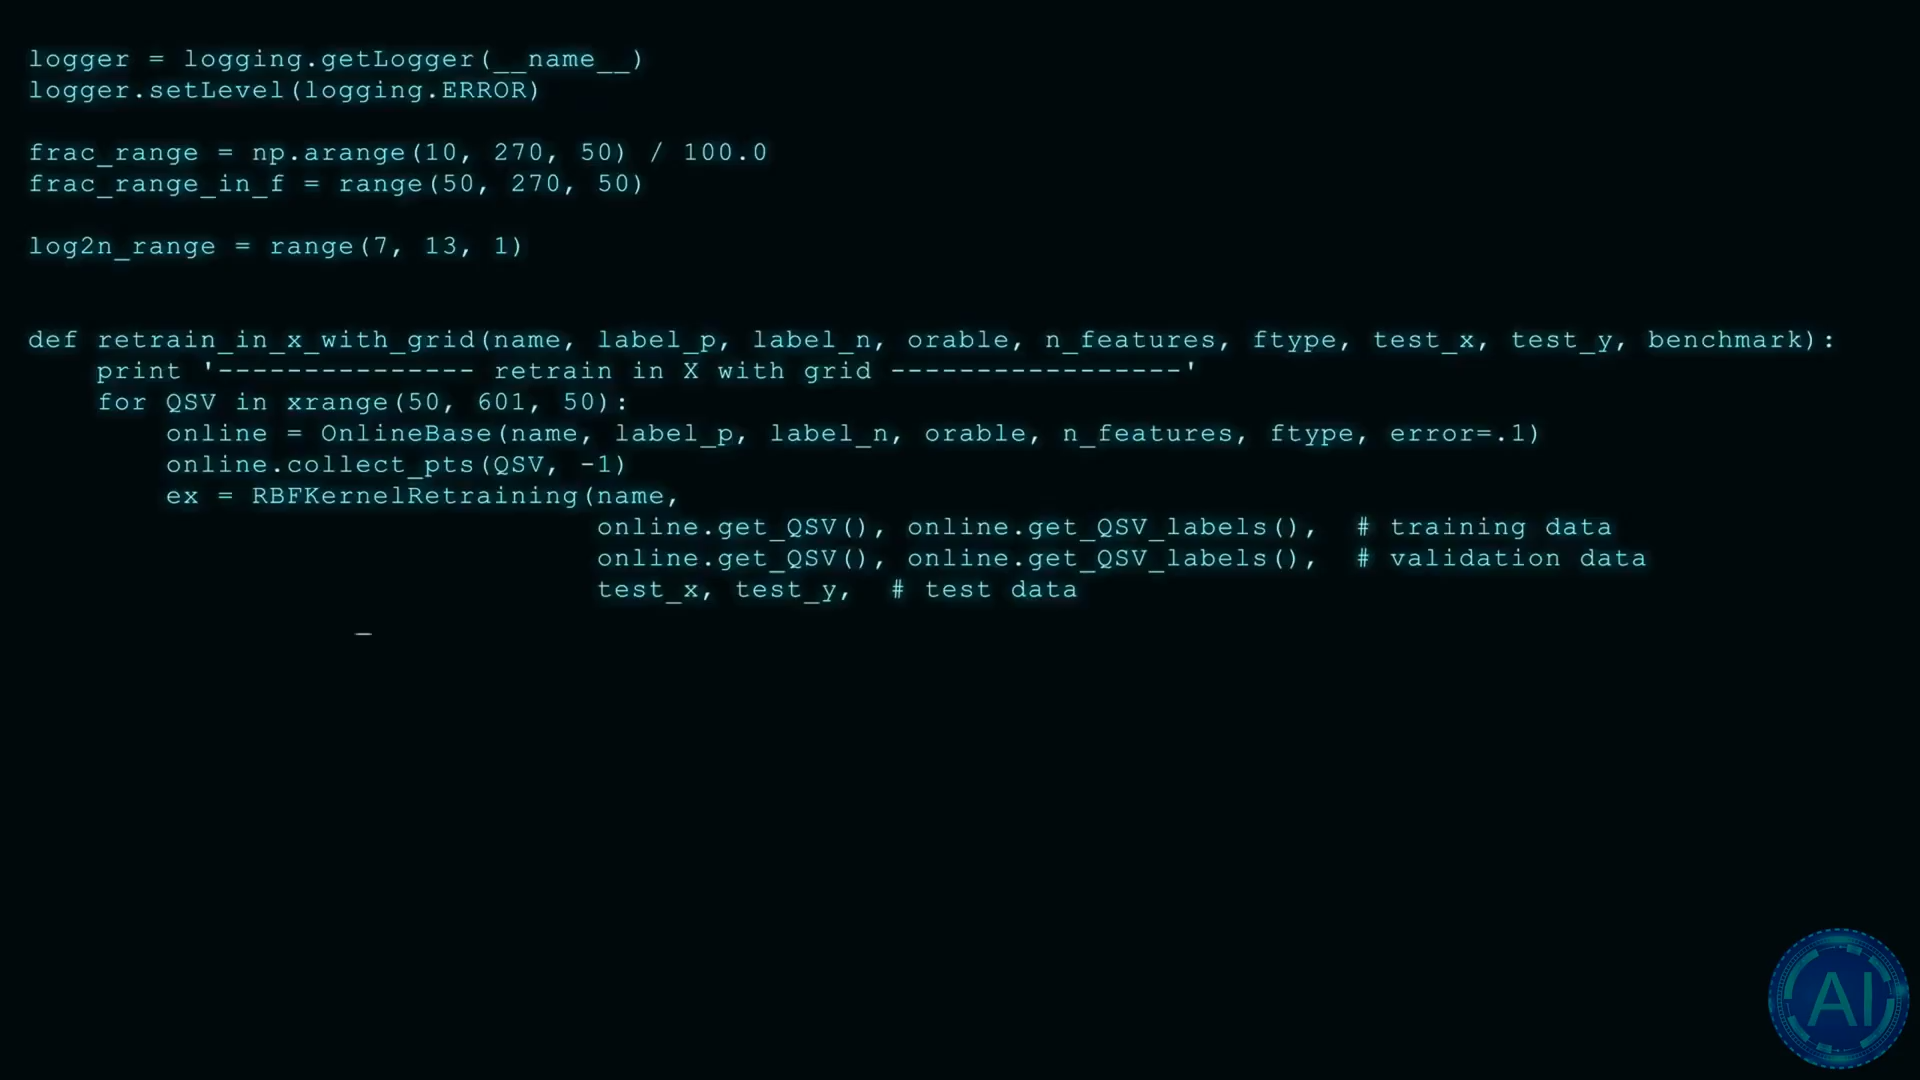 logger = logging.getLogger(__name__)
logger.setLevel(logging.ERROR)
frac_range = np.arange(10, 270, 50) / 100.0
frac_range_in_f = range(50, 270, 50)
log2n_range = range(7, 13, 1)
def retrain_in_x_with_grid(name, label_p, label_n, orable, n_features, ftype, test_x, test_y, benchmark):
    print '--------------- retrain in X with grid -----------------'
    for QSV in xrange(50, 601, 50):
        online = OnlineBase(name, label_p, label_n, orable, n_features, ftype, error=.1)
        online.collect_pts(QSV, -1)
        ex = RBFKernelRetraining(name,
                                 online.get_QSV(), online.get_QSV_labels(),  # training data
                                 online.get_QSV(), online.get_QSV_labels(),  # validation data
                                 test_x, test_y,  # test data
_
AI